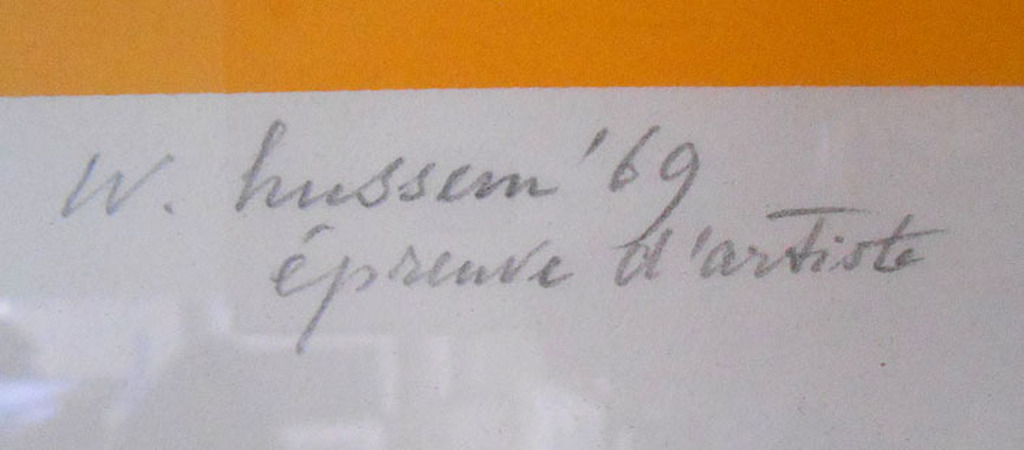 W. hussem '69
épreuve d'artiste